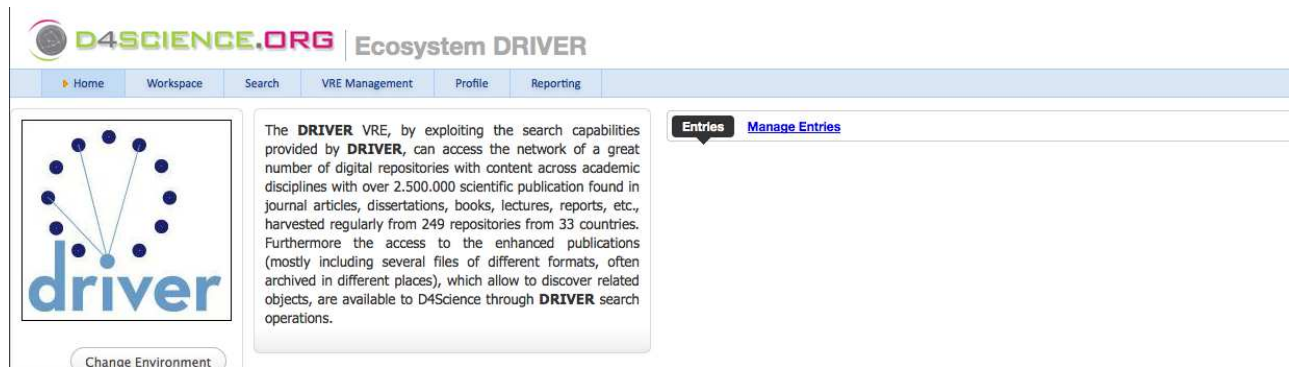 D4SCIENCE.ORG Ecosystem DRIVER
Home Workspace Search VRE Management Profile Reporting
driver
Change Environment
The DRIVER VRE, by exploiting the search capabilities
provided by DRIVER, can access the network of a great
number of digital repositories with content across academic
disciplines with over 2.500.000 scientific publication found in
journal articles, dissertations, books, lectures, reports, etc.,
harvested regularly from 249 repositories from 33 countries.
Furthermore the access to the enhanced publications
(mostly including several files of different formats, often
archived in different places), which allow to discover related
objects, are available to D4Science through DRIVER search
operations.
Entries Manage Entries